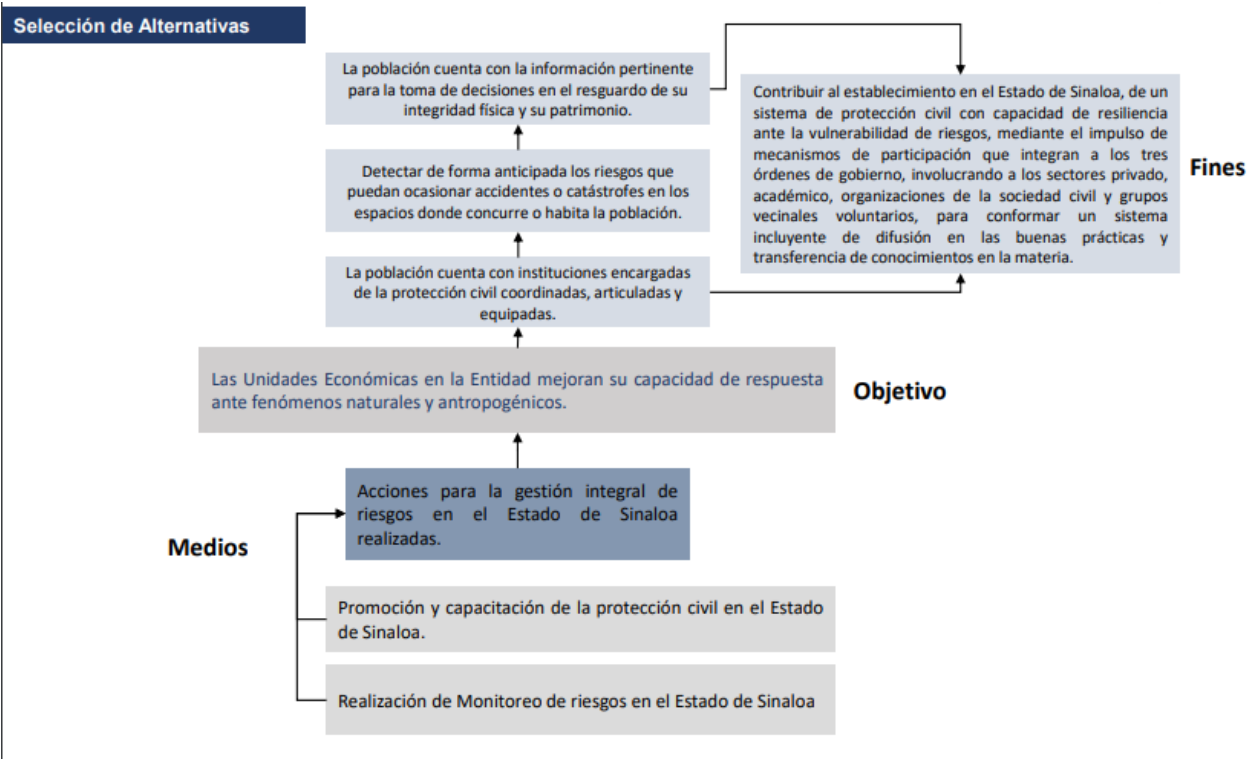 Selección de Alternativas
La población cuenta con la información pertinente
para la toma de decisiones en el resguardo de su
integridad física y su patrimonio.
Detectar de forma anticipada los riesgos que
puedan ocasionar accidentes o catástrofes en los
espacios donde concurre o habita la población.
La población cuenta con instituciones encargadas
de la protección civil coordinadas, articuladas y
equipadas.
Contribuir al establecimiento en el Estado de Sinaloa, de un
sistema de protección civil con capacidad de resiliencia
ante la vulnerabilidad de riesgos, mediante el impulso de
mecanismos de participación que integran a los tres
órdenes de gobierno, involucrando a los sectores privado,
académico, organizaciones de la sociedad civil y grupos
vecinales voluntarios, para conformar un sistema
incluyente de difusión en las buenas prácticas y
transferencia de conocimientos en la materia.
Fines
Las Unidades Económicas en la Entidad mejoran su capacidad de respuesta
ante fenómenos naturales y antropogénicos.
Objetivo
Acciones para la gestión integral de
riesgos en el Estado de Sinaloa
realizadas.
Medios
Promoción y capacitación de la protección civil en el Estado
de Sinaloa.
Realización de Monitoreo de riesgos en el Estado de Sinaloa